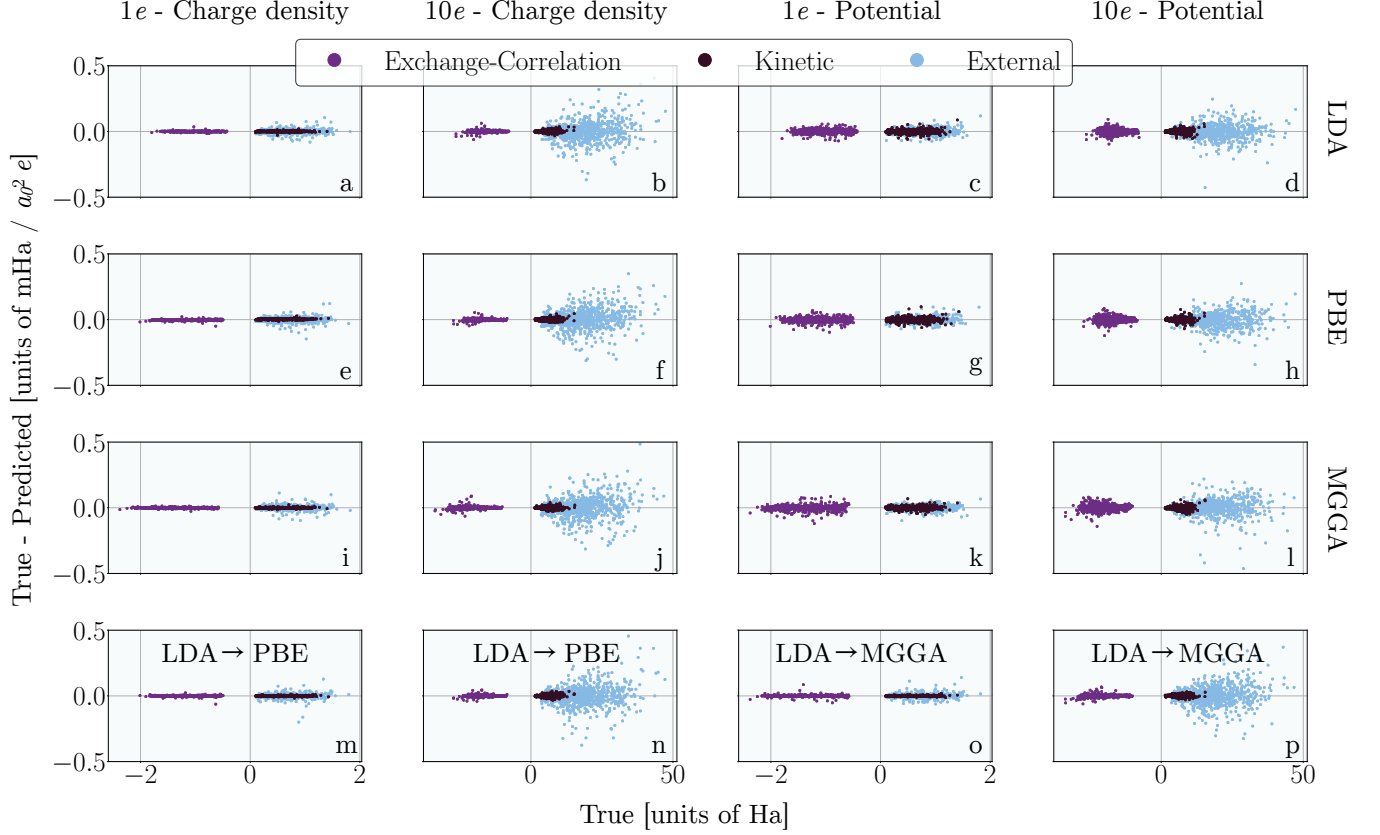 1e - Charge density 10e - Charge density 1e - Potential 10e - Potential
Exchange-Correlation Kinetic External
True - Predicted [units of mHa / a₀² e]
0.5
0.0
−0.5
a b c d
LDA
0.5
0.0
−0.5
e f g h
PBE
0.5
0.0
−0.5
i j k l
MGGA
0.5
0.0
−0.5
LDA→ PBE LDA→ PBE LDA→MGGA LDA→MGGA
m n o p
−2 0 2 0 50 −2 0 2 0 50
True [units of Ha]